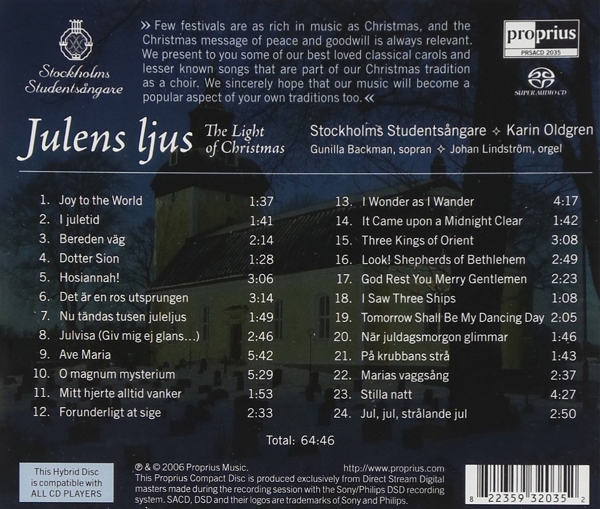 Stockholms
Studentsångare
»Few festivals are as rich in music as Christmas, and the
Christmas message of peace and goodwill is always relevant.
We present to you some of our best loved classical carols and
lesser known songs that are part of our Christmas tradition
as a choir. We sincerely hope that our music will become a
popular aspect of your own traditions too.«
proprius
PRSACD 2035
SUPER AUDIO CD
Julens ljus The Light
of Christmas
Stockholms Studentsångare ✧ Karin Oldgren
Gunilla Backman, sopran ✧ Johan Lindström, orgel
1. Joy to the World 1:37
2. I juletid 1:41
3. Bereden väg 2:14
4. Dotter Sion 1:28
5. Hosiannah! 3:06
6. Det är en ros utsprungen 3:14
7. Nu tändas tusen juleljus 1:49
8. Julvisa (Giv mig ej glans...) 2:46
9. Ave Maria 5:42
10. O magnum mysterium 5:29
11. Mitt hjerte alltid vanker 1:53
12. Forunderligt at sige 2:33
13. I Wonder as I Wander 4:17
14. It Came upon a Midnight Clear 1:42
15. Three Kings of Orient 3:08
16. Look! Shepherds of Bethlehem 2:49
17. God Rest You Merry Gentlemen 2:23
18. I Saw Three Ships 1:08
19. Tomorrow Shall Be My Dancing Day 2:05
20. När juldagsmorgon glimmar 1:46
21. På krubbans strå 1:43
22. Marias vaggsång 2:37
23. Stilla natt 4:27
24. Jul, jul, strålande jul 2:50
Total: 64:46
This Hybrid Disc
is compatible with
ALL CD PLAYERS
℗ & © 2006 Proprius Music. http://www.proprius.com
This Proprius Compact Disc is produced exclusively from Direct Stream Digital
masters made during the recording session with the Sony/Philips DSD recording
system. SACD, DSD and their logos are trademarks of Sony and Philips.
8 22359 32035 2